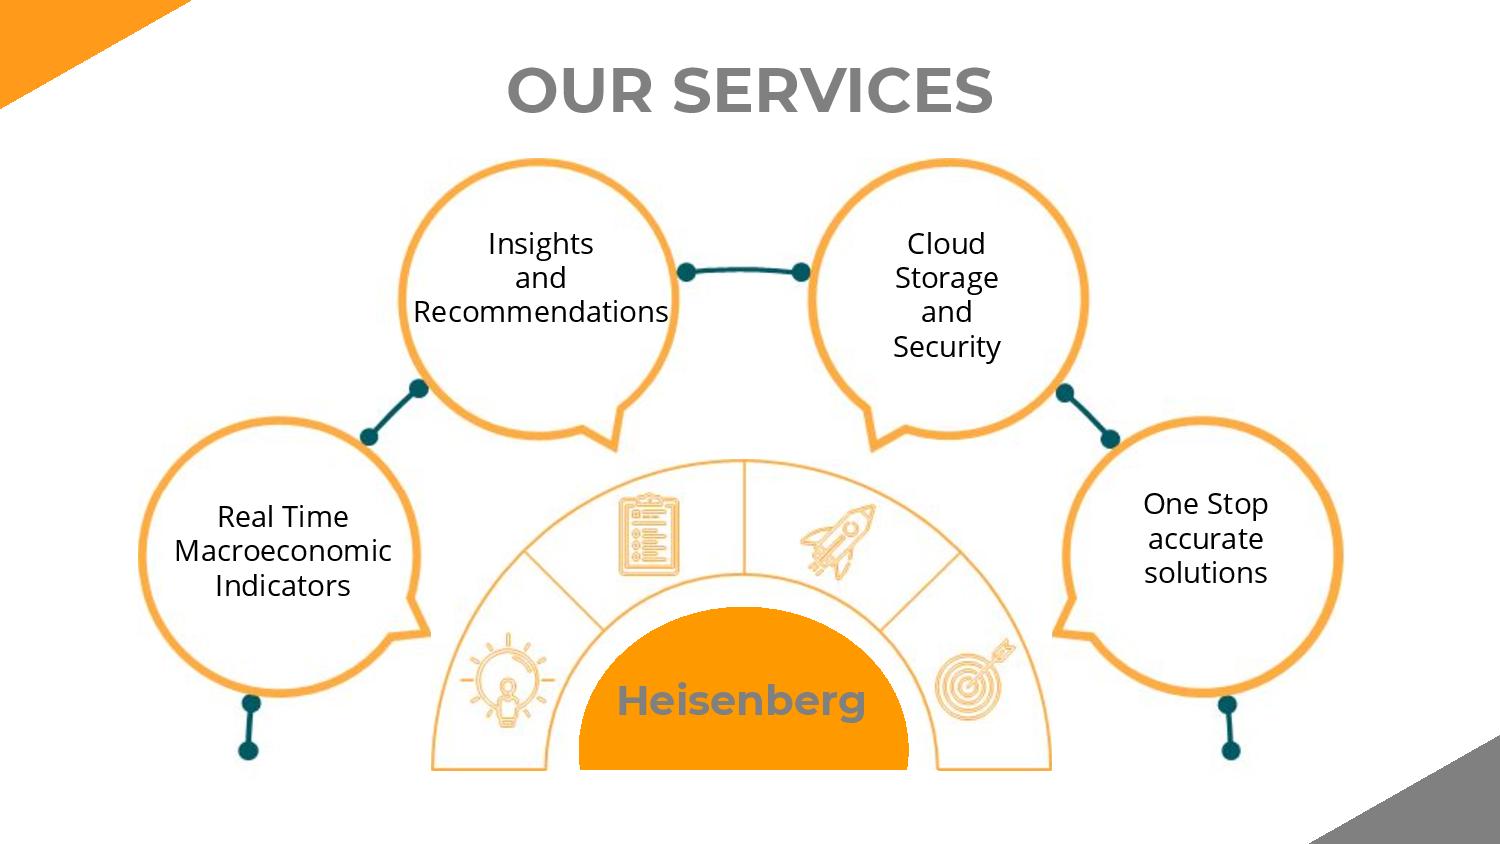 OUR SERVICES
Insights
and
Recommendations
Cloud
Storage
and
Security
Real Time
Macroeconomic
Indicators
One Stop
accurate
solutions
Heisenberg